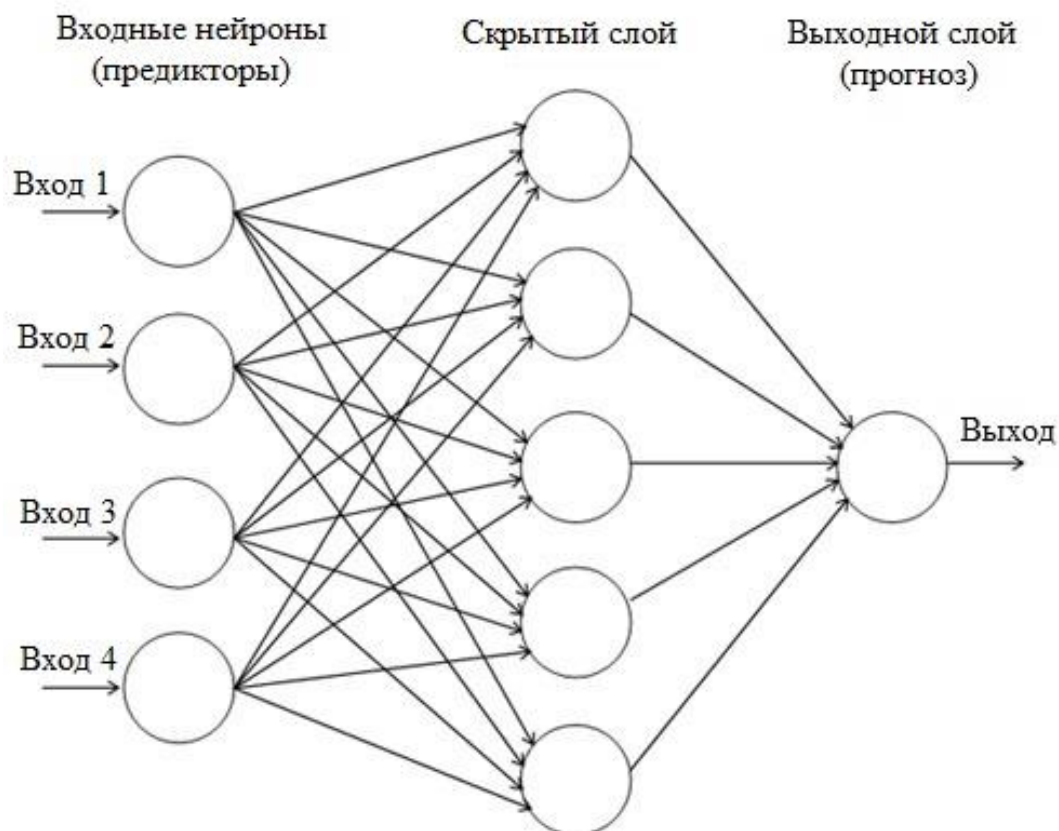 Входные нейроны
(предикторы)
Скрытый слой
Выходной слой
(прогноз)
Вход 1
Вход 2
Вход 3
Вход 4
Выход